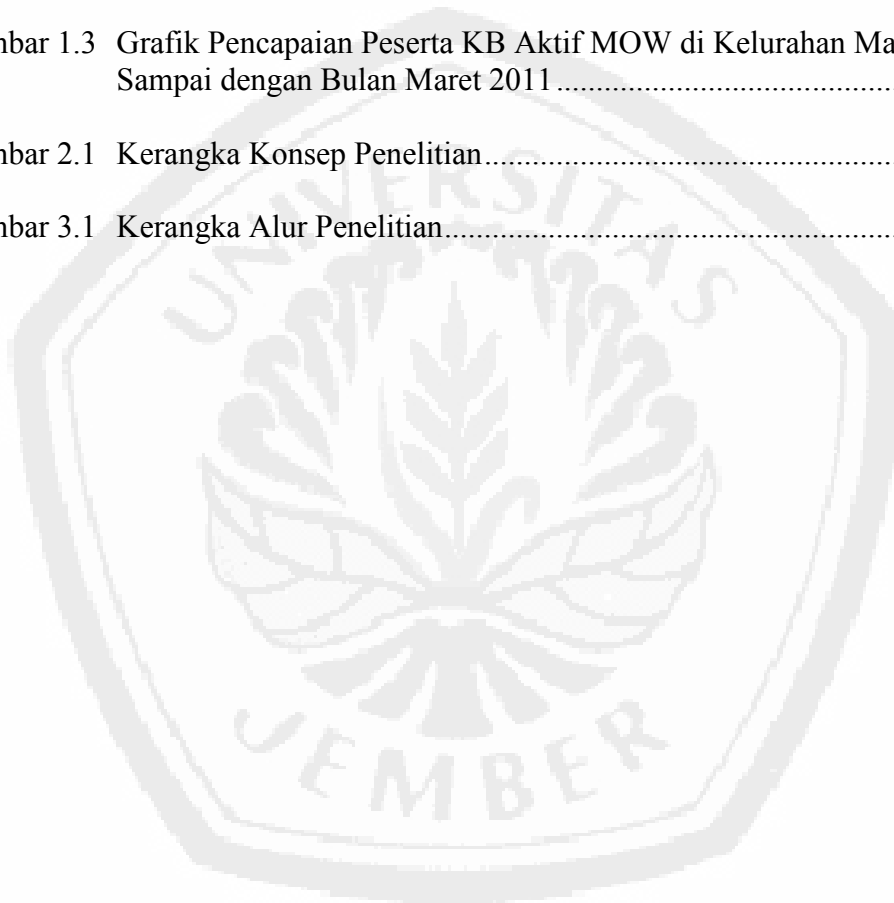 mbar 1.3 Grafik Pencapaian Peserta KB Aktif MOW di Kelurahan Ma
Sampai dengan Bulan Maret 2011 ..........................................
mbar 2.1 Kerangka Konsep Penelitian....................................................
mbar 3.1 Kerangka Alur Penelitian.........................................................
UNIVERSITAS
JEMBER